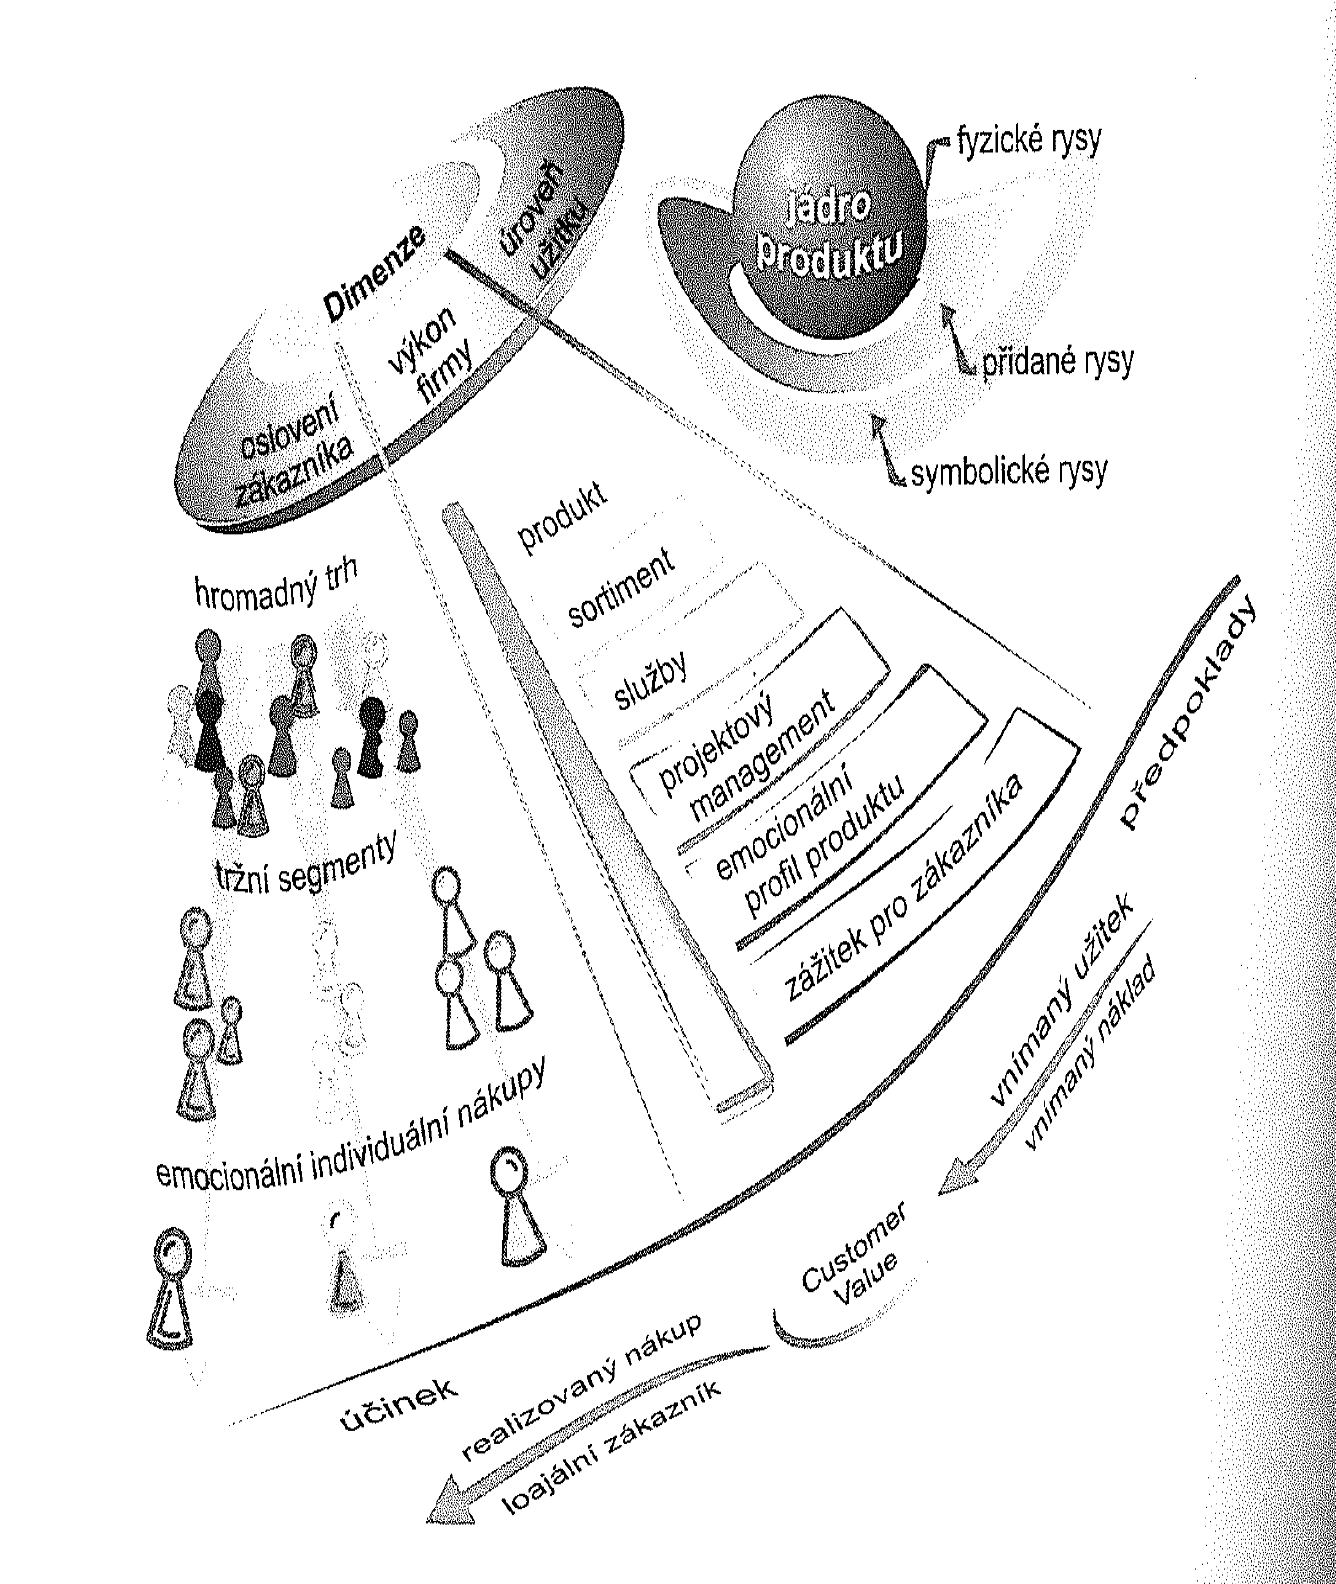 Dimenze
úroveň
užitku
výkon
firmy
oslovení
zákazníka
jádro
produktu
fyzické rysy
přidané rysy
symbolické rysy
produkt
sortiment
služby
projektový
management
emocionální
profil produktu
zážitek pro zákazníka
hromadný trh
tržní segmenty
emocionální individuální nákupy
předpoklady
vnímaný užitek
vnímaný náklad
Customer
Value
účinek
realizovaný nákup
loajální zákazník